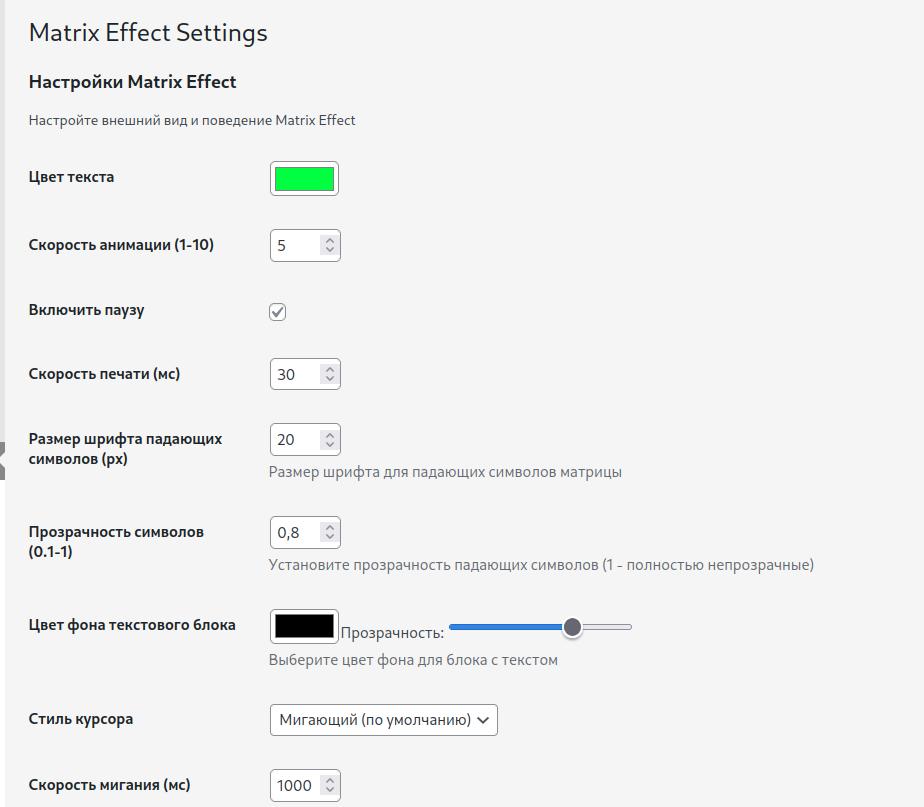 Matrix Effect Settings
Настройки Matrix Effect
Настройте внешний вид и поведение Matrix Effect
Цвет текста
Скорость анимации (1-10)
5
Включить паузу
Скорость печати (мс)
30
Размер шрифта падающих
символов (px)
20
Размер шрифта для падающих символов матрицы
Прозрачность символов
(0.1-1)
0,8
Установите прозрачность падающих символов (1 - полностью непрозрачные)
Цвет фона текстового блока
Прозрачность:
Выберите цвет фона для блока с текстом
Стиль курсора
Мигающий (по умолчанию)
Скорость мигания (мс)
1000